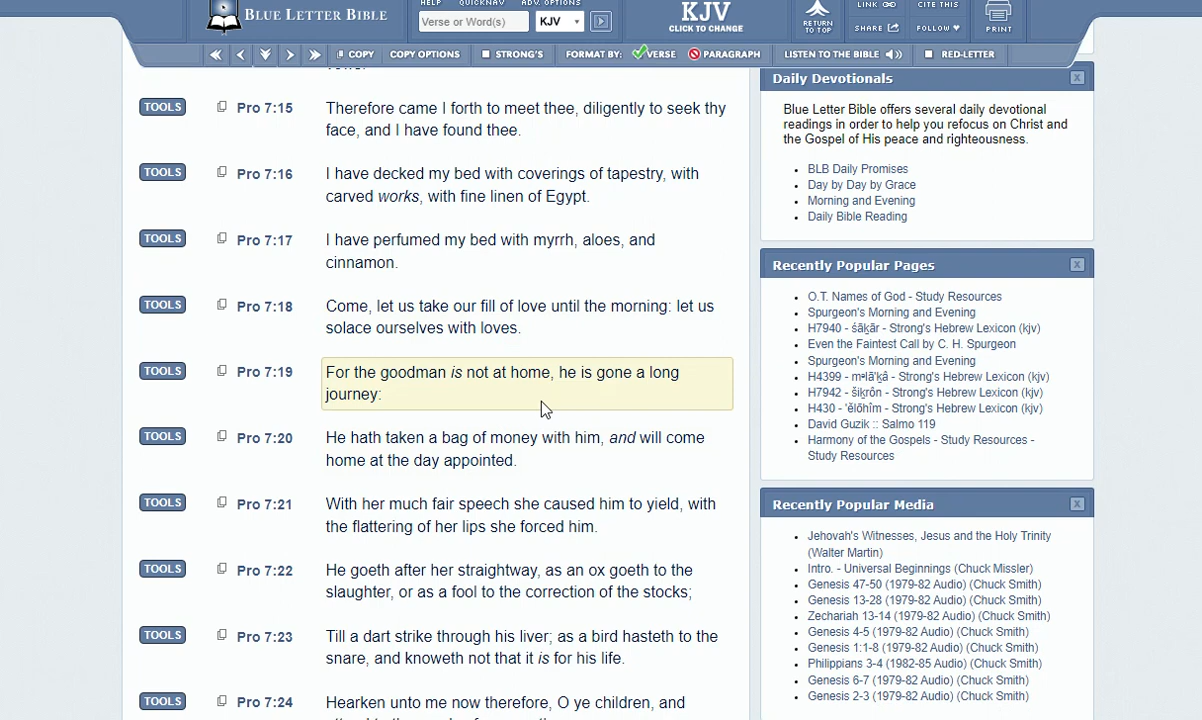 BLUE LETTER BIBLE
HELP QUICKNAV ADV. OPTIONS
Verse or Word(s)
KJV
KJV
CLICK TO CHANGE
RETURN
TO TOP
LINK
CITE THIS
SHARE
FOLLOW
PRINT
COPY
COPY OPTIONS
STRONG'S
FORMAT BY:
VERSE
PARAGRAPH
LISTEN TO THE BIBLE
RED-LETTER
TOOLS
Pro 7:15
Therefore came I forth to meet thee, diligently to seek thy
face, and I have found thee.
TOOLS
Pro 7:16
I have decked my bed with coverings of tapestry, with
carved works, with fine linen of Egypt.
TOOLS
Pro 7:17
I have perfumed my bed with myrrh, aloes, and
cinnamon.
TOOLS
Pro 7:18
Come, let us take our fill of love until the morning: let us
solace ourselves with loves.
TOOLS
Pro 7:19
For the goodman is not at home, he is gone a long
journey:
TOOLS
Pro 7:20
He hath taken a bag of money with him, and will come
home at the day appointed.
TOOLS
Pro 7:21
With her much fair speech she caused him to yield, with
the flattering of her lips she forced him.
TOOLS
Pro 7:22
He goeth after her straightway, as an ox goeth to the
slaughter, or as a fool to the correction of the stocks;
TOOLS
Pro 7:23
Till a dart strike through his liver; as a bird hasteth to the
snare, and knoweth not that it is for his life.
TOOLS
Pro 7:24
Hearken unto me now therefore, O ye children, and
Daily Devotionals
Blue Letter Bible offers several daily devotional
readings in order to help you refocus on Christ and
the Gospel of His peace and righteousness.
BLB Daily Promises
Day by Day by Grace
Morning and Evening
Daily Bible Reading
Recently Popular Pages
O.T. Names of God - Study Resources
Spurgeon's Morning and Evening
H7940 - śāḵār - Strong's Hebrew Lexicon (kjv)
Even the Faintest Call by C. H. Spurgeon
Spurgeon's Morning and Evening
H4399 - mᵊlā'ḵâ - Strong's Hebrew Lexicon (kjv)
H7942 - šiḵrôn - Strong's Hebrew Lexicon (kjv)
H430 - 'ĕlōhîm - Strong's Hebrew Lexicon (kjv)
David Guzik :: Salmo 119
Harmony of the Gospels - Study Resources -
Study Resources
Recently Popular Media
Jehovah's Witnesses, Jesus and the Holy Trinity
(Walter Martin)
Intro. - Universal Beginnings (Chuck Missler)
Genesis 47-50 (1979-82 Audio) (Chuck Smith)
Genesis 13-28 (1979-82 Audio) (Chuck Smith)
Zechariah 13-14 (1979-82 Audio) (Chuck Smith)
Genesis 4-5 (1979-82 Audio) (Chuck Smith)
Genesis 1:1-8 (1979-82 Audio) (Chuck Smith)
Philippians 3-4 (1982-85 Audio) (Chuck Smith)
Genesis 6-7 (1979-82 Audio) (Chuck Smith)
Genesis 2-3 (1979-82 Audio) (Chuck Smith)